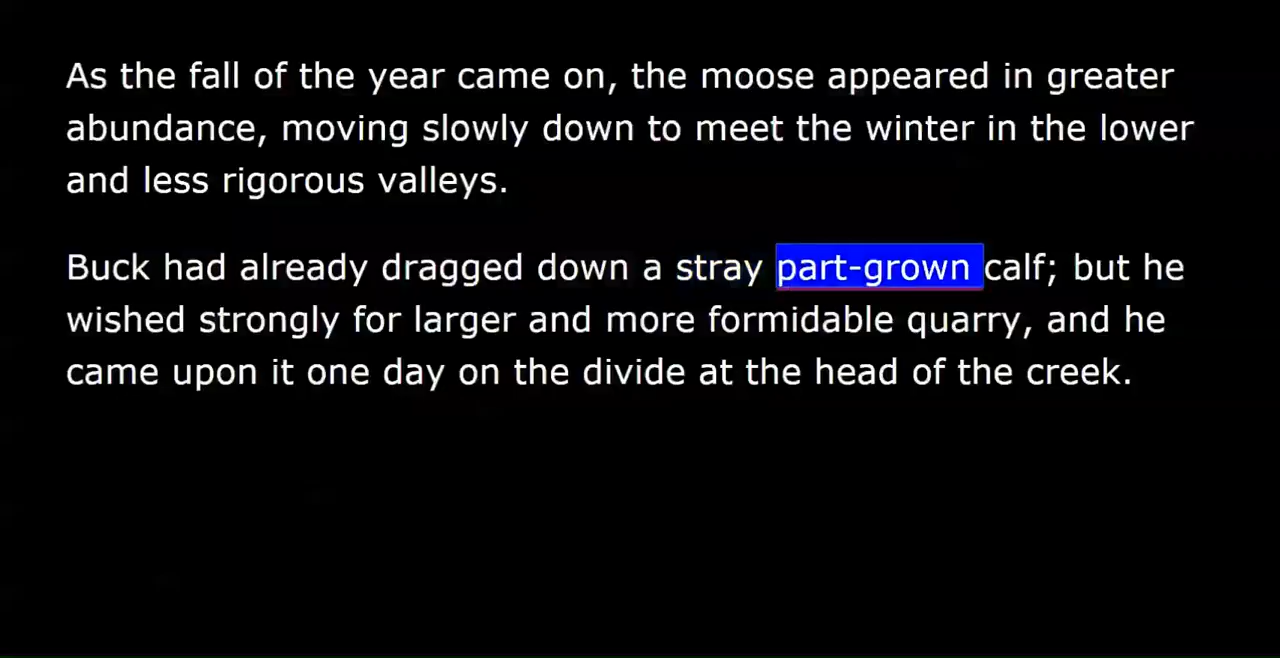 As the fall of the year came on, the moose appeared in greater
abundance, moving slowly down to meet the winter in the lower
and less rigorous valleys.
Buck had already dragged down a stray part-grown calf; but he
wished strongly for larger and more formidable quarry, and he
came upon it one day on the divide at the head of the creek.